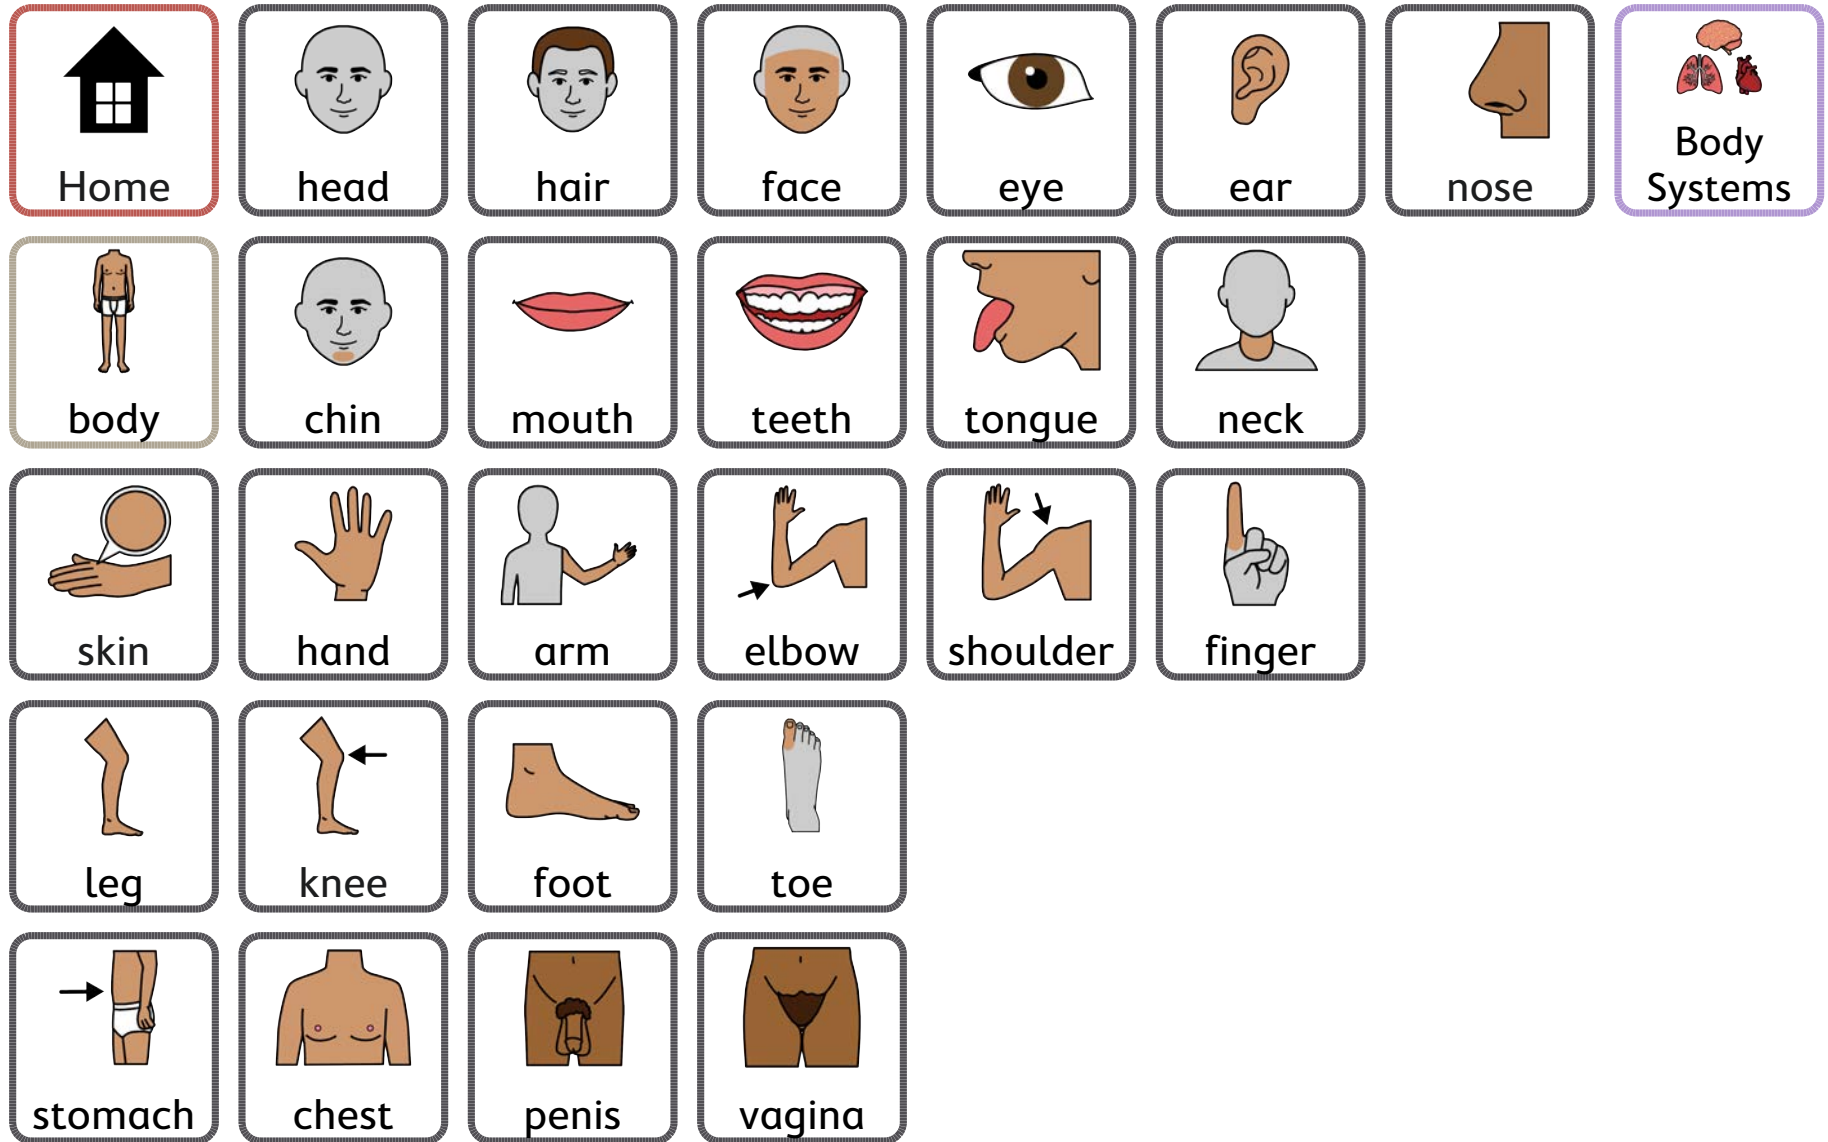 Home
head
hair
face
eye
ear
nose
Body
Systems
body
chin
mouth
teeth
tongue
neck
skin
hand
arm
elbow
shoulder
finger
leg
knee
foot
toe
stomach
chest
penis
vagina